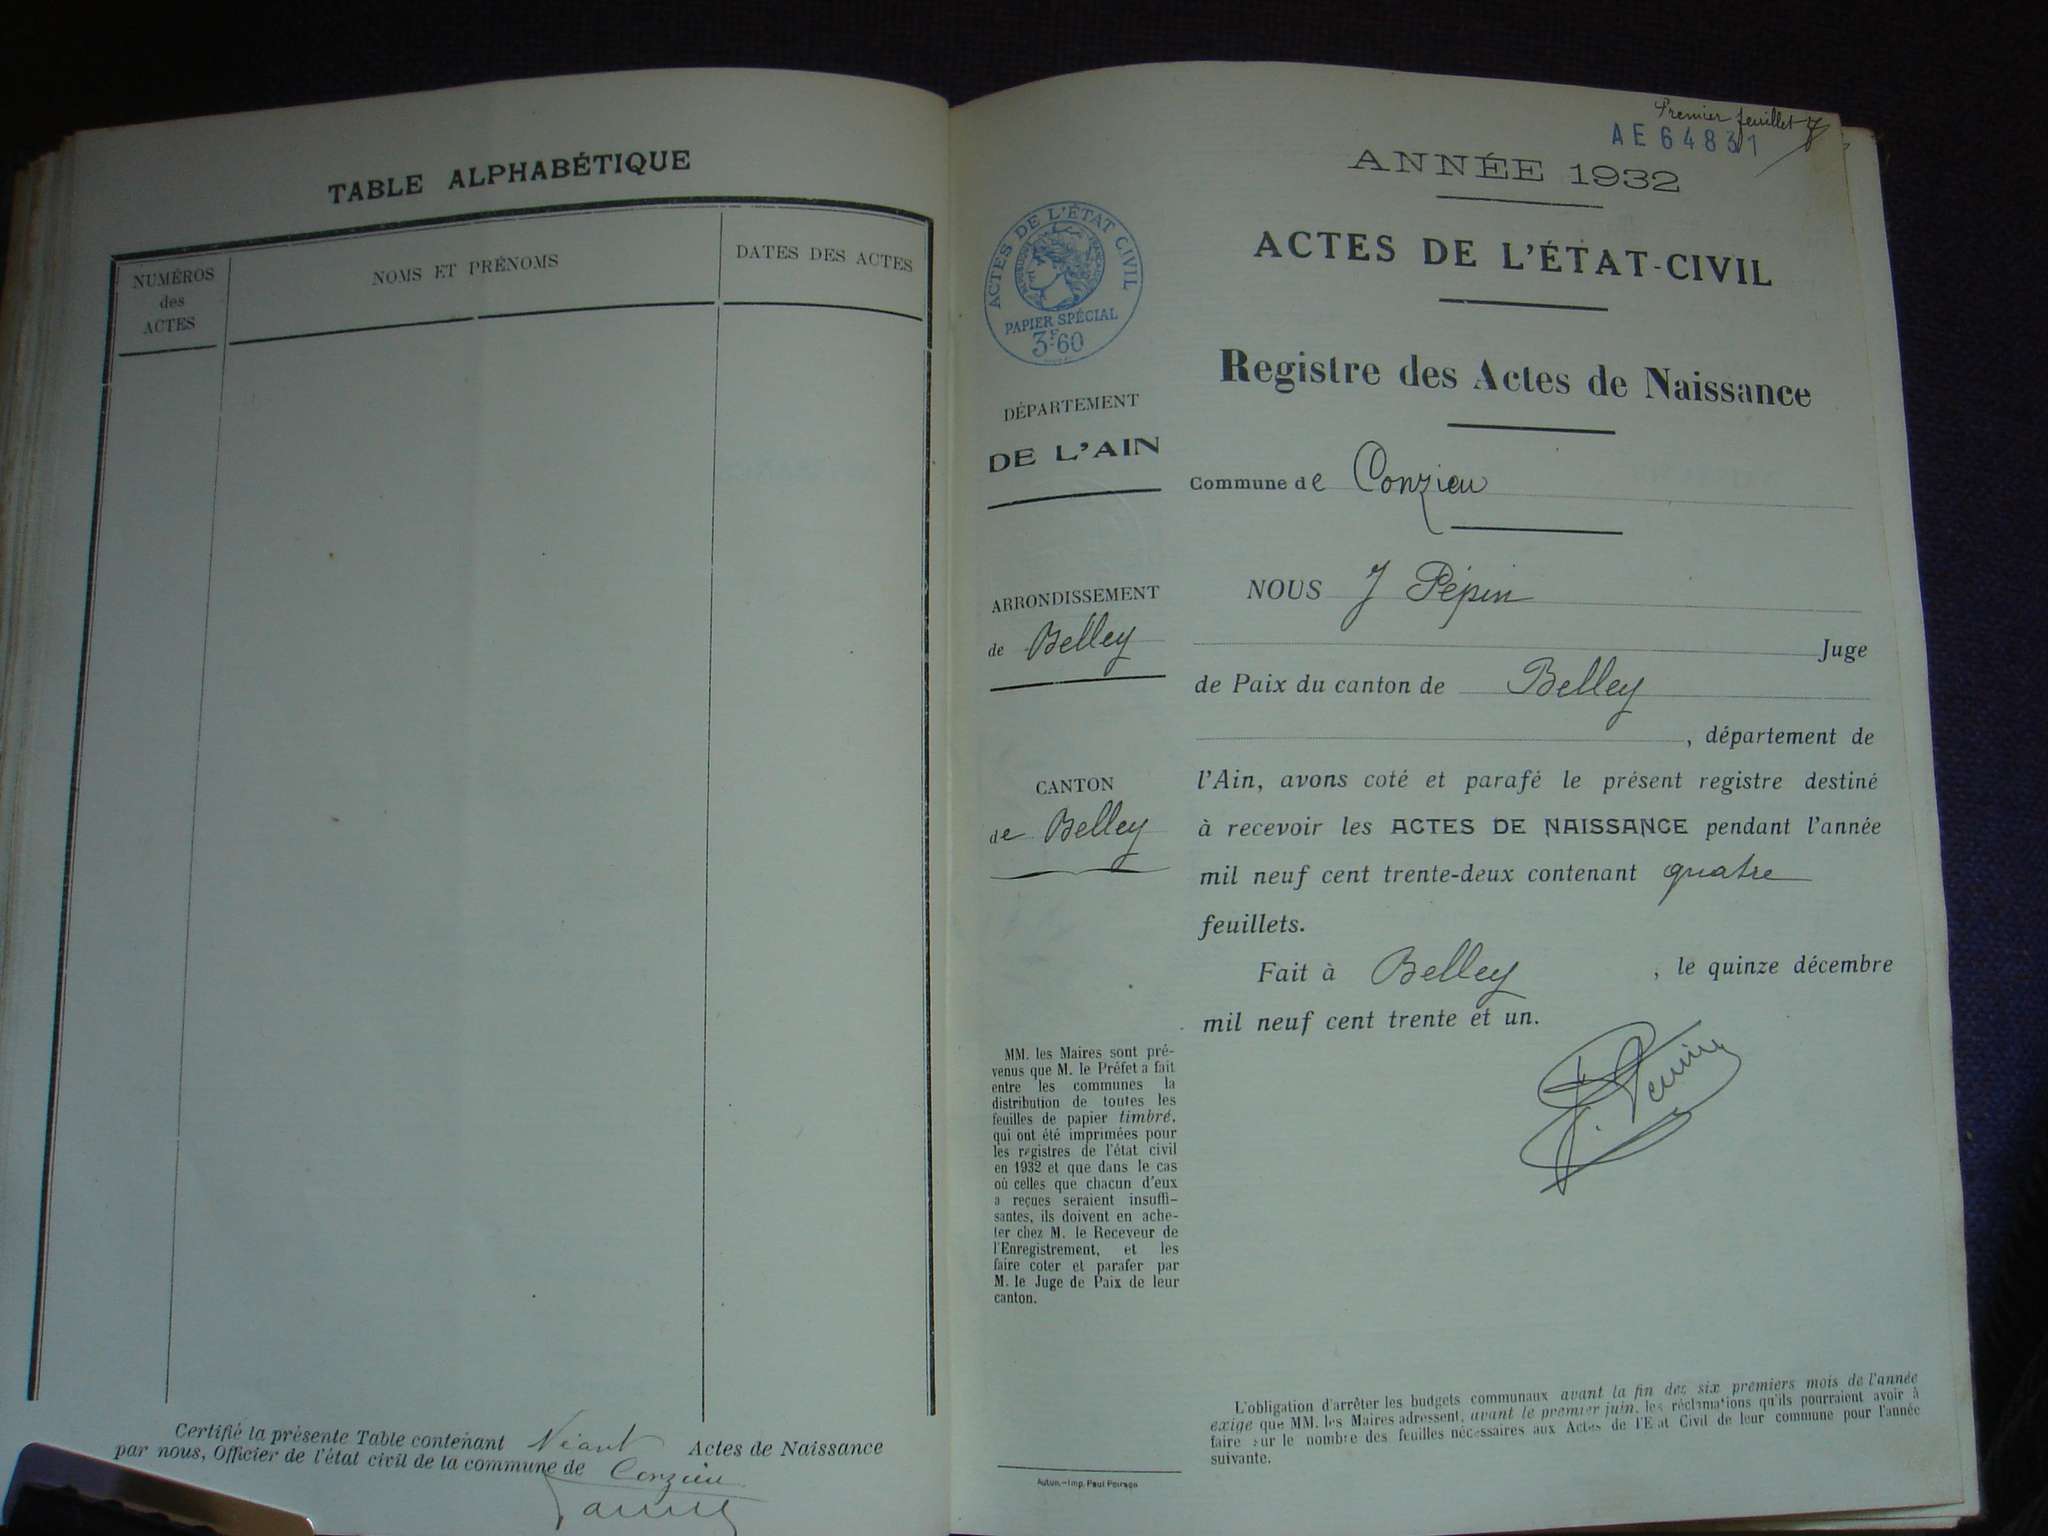 TABLE ALPHABÉTIQUE
NUMÉROS
des
ACTES
NOMS ET PRÉNOMS
DATES DES ACTES
Certifié la présente Table contenant Néant Actes de Naissance
par nous, Officier de l'état civil de la commune de Conzieu
Premier feuillet
AE 64831
ANNÉE 1932
ACTES DE L'ÉTAT-CIVIL
Registre des Actes de Naissance
ACTES DE L'ÉTAT CIVIL
RÉPUBLIQUE FRANÇAISE
PAPIER SPÉCIAL
3F60
DÉPARTEMENT
DE L'AIN
ARRONDISSEMENT
de Belley
CANTON
de Belley
MM. les Maires sont pré-
venus que M. le Préfet a fait
entre les communes la
distribution de toutes les
feuilles de papier timbré,
qui ont été imprimées pour
les registres de l'état civil
en 1932 et que dans le cas
où celles que chacun d'eux
a reçues seraient insuffi-
santes, ils doivent en ache-
ter chez M. le Receveur de
l'Enregistrement, et les
faire coter et parafer par
M. le Juge de Paix de leur
canton.
Autun.-Imp. Paul Poirson
Commune de Conzieu
NOUS J Pépin
Juge
de Paix du canton de Belley
, département de
l'Ain, avons coté et parafé le présent registre destiné
à recevoir les ACTES DE NAISSANCE pendant l'année
mil neuf cent trente-deux contenant quatre
feuillets.
Fait à Belley , le quinze décembre
mil neuf cent trente et un.
J. Pépin
L'obligation d'arrêter les budgets communaux avant la fin des six premiers mois de l'année
exige que MM. les Maires adressent, avant le premier juin, les réclamations qu'ils pourraient avoir à
faire sur le nombre des feuilles nécessaires aux Actes de l'Etat Civil de leur commune pour l'année
suivante.